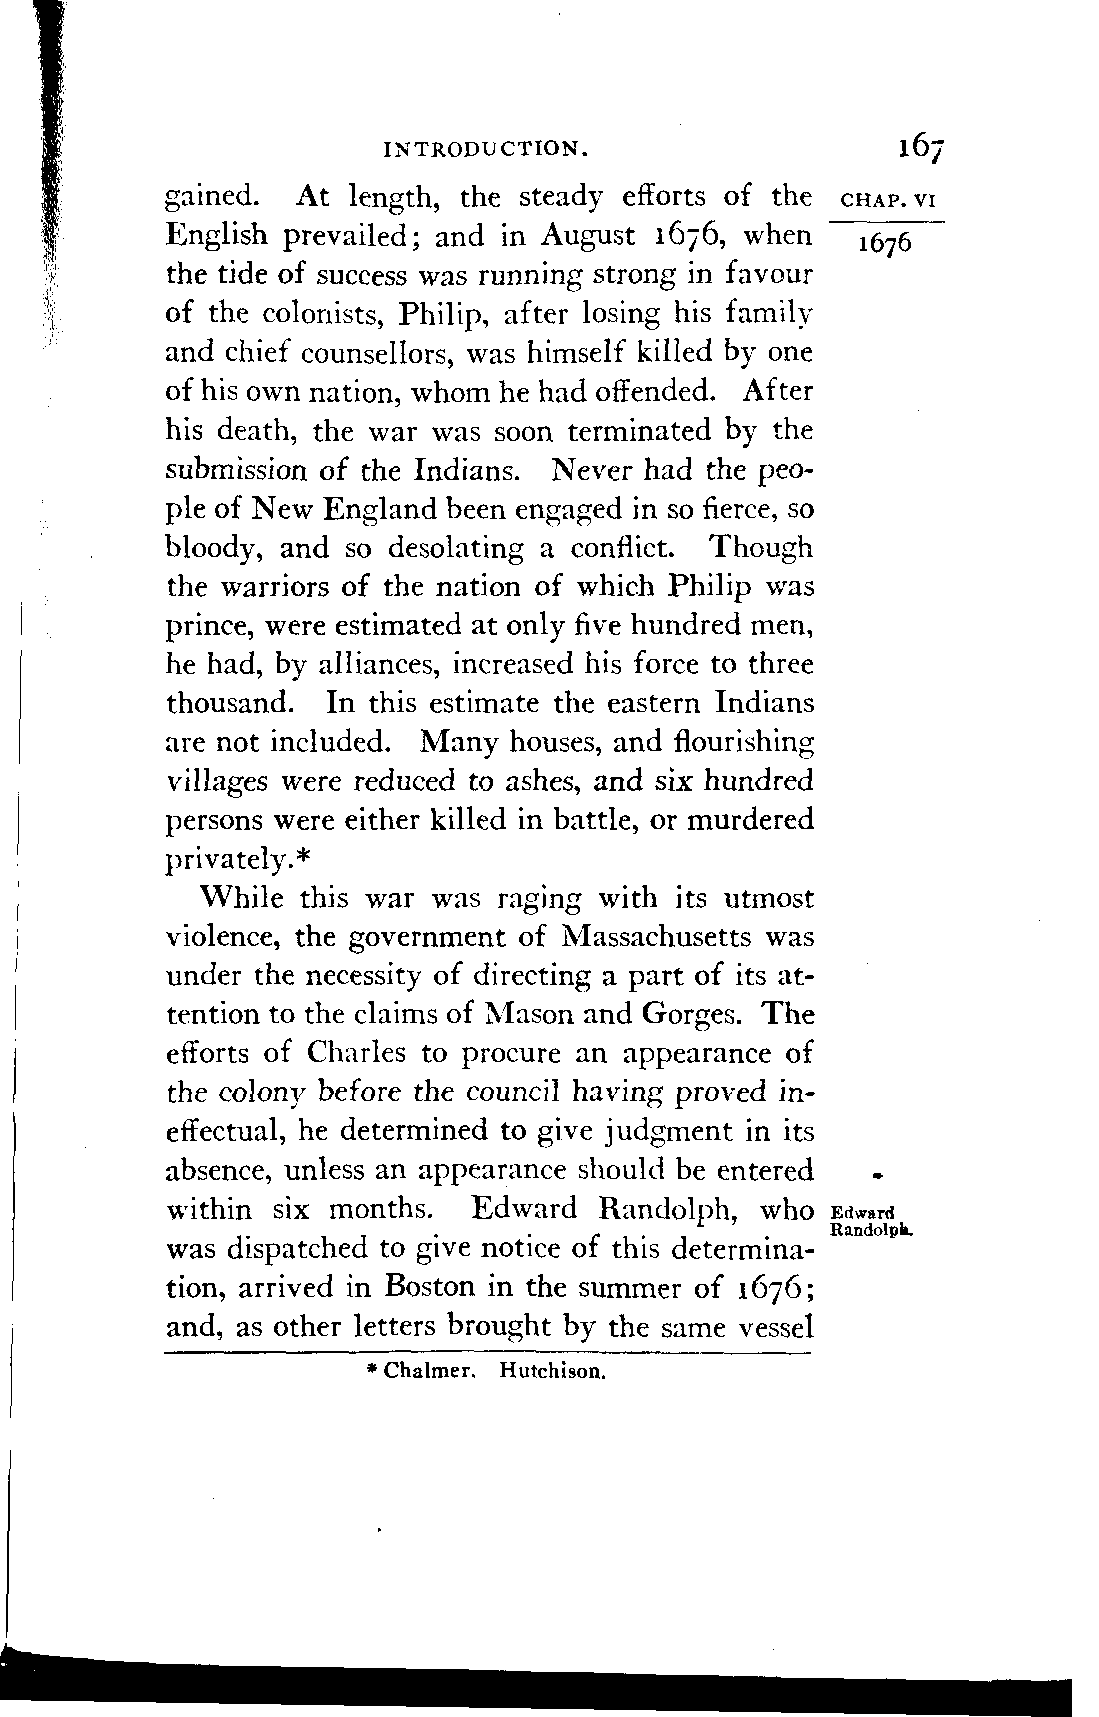 INTRODUCTION. 167
gained. At length, the steady efforts of the CHAP. VI
English prevailed; and in August 1676, when 1676
the tide of success was running strong in favour
of the colonists, Philip, after losing his family
and chief counsellors, was himself killed by one
of his own nation, whom he had offended. After
his death, the war was soon terminated by the
submission of the Indians. Never had the peo-
ple of New England been engaged in so fierce, so
bloody, and so desolating a conflict. Though
the warriors of the nation of which Philip was
prince, were estimated at only five hundred men,
he had, by alliances, increased his force to three
thousand. In this estimate the eastern Indians
are not included. Many houses, and flourishing
villages were reduced to ashes, and six hundred
persons were either killed in battle, or murdered
privately.*
While this war was raging with its utmost
violence, the government of Massachusetts was
under the necessity of directing a part of its at-
tention to the claims of Mason and Gorges. The
efforts of Charles to procure an appearance of
the colony before the council having proved in-
effectual, he determined to give judgment in its
absence, unless an appearance should be entered
within six months. Edward Randolph, who Edward
Randolph.
was dispatched to give notice of this determina-
tion, arrived in Boston in the summer of 1676;
and, as other letters brought by the same vessel
* Chalmer. Hutchison.